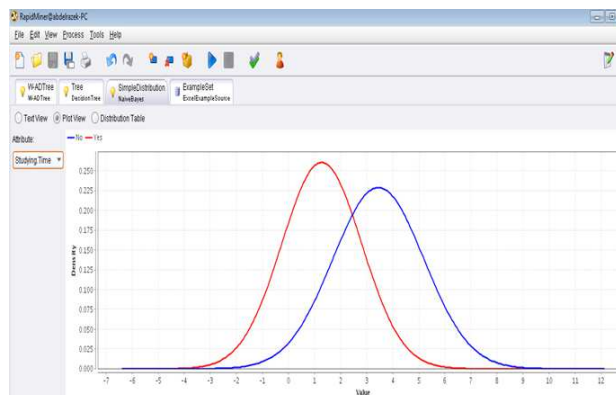 RapidMiner@abdelrazek-PC
File Edit View Process Tools Help
W-ADTree
W-ADTree
Tree
DecisionTree
SimpleDistribution
NaiveBayes
ExampleSet
ExcelExampleSource
Text View Plot View Distribution Table
Attribute:
Studying Time
No Yes
0.250
0.225
0.200
0.175
0.150
0.125
0.100
0.075
0.050
0.025
0.000
Density
-7 -6 -5 -4 -3 -2 -1 0 1 2 3 4 5 6 7 8 9 10 11 12
Value